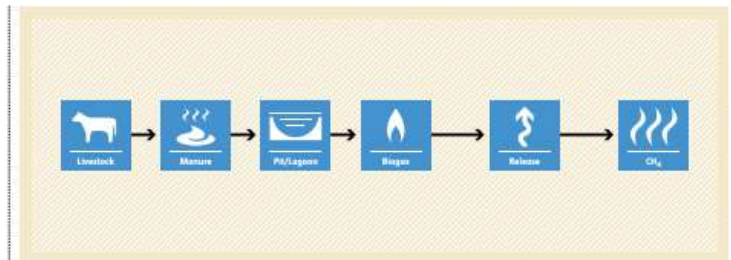 Livestock
Manure
Pit/Lagoon
Biogas
Release
CH₄